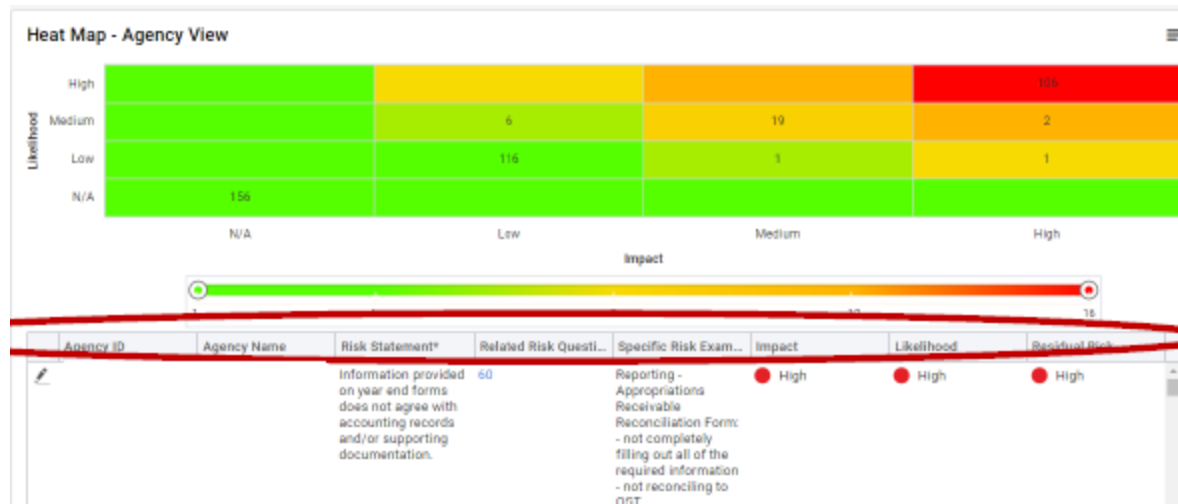 Heat Map - Agency View
High 106
Medium 6 19 2
Low 116 1 1
N/A 156
Likelihood
N/A Low Medium High
Impact
1 16
Agency ID Agency Name Risk Statement* Related Risk Questi... Specific Risk Exam... Impact Likelihood Residual Risk
Information provided 60 Reporting - High High High
on year end forms Appropriations
does not agree with Receivable
accounting records Reconciliation Form:
and/or supporting - not completely
documentation. filling out all of the
required information
- not reconciling to
OST